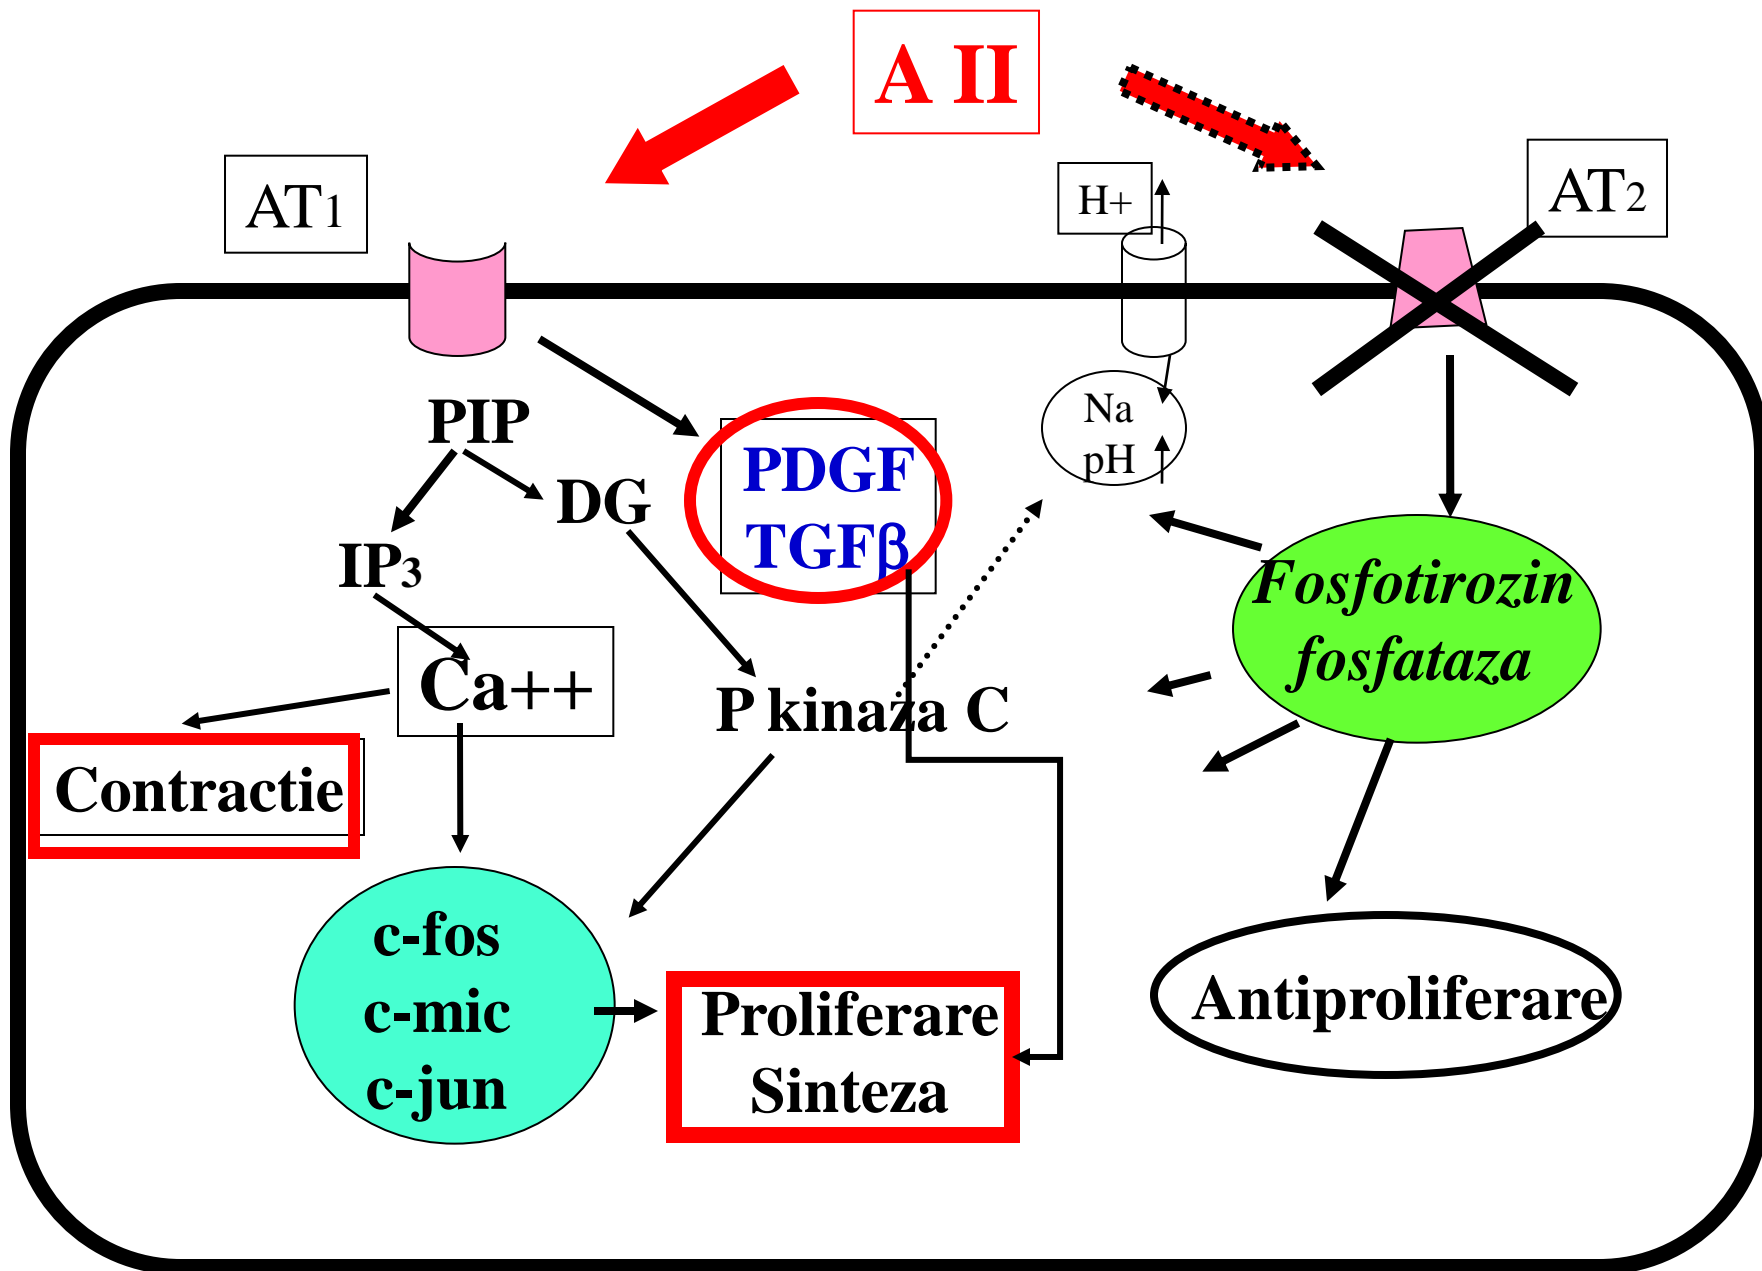 A II
AT1
H+
AT2
PIP
Na
pH
PDGF
TGFβ
DG
IP3
Fosfotirozin
fosfataza
Ca++
P kinaza C
Contractie
c-fos
c-mic
c-jun
Proliferare
Sinteza
Antiproliferare